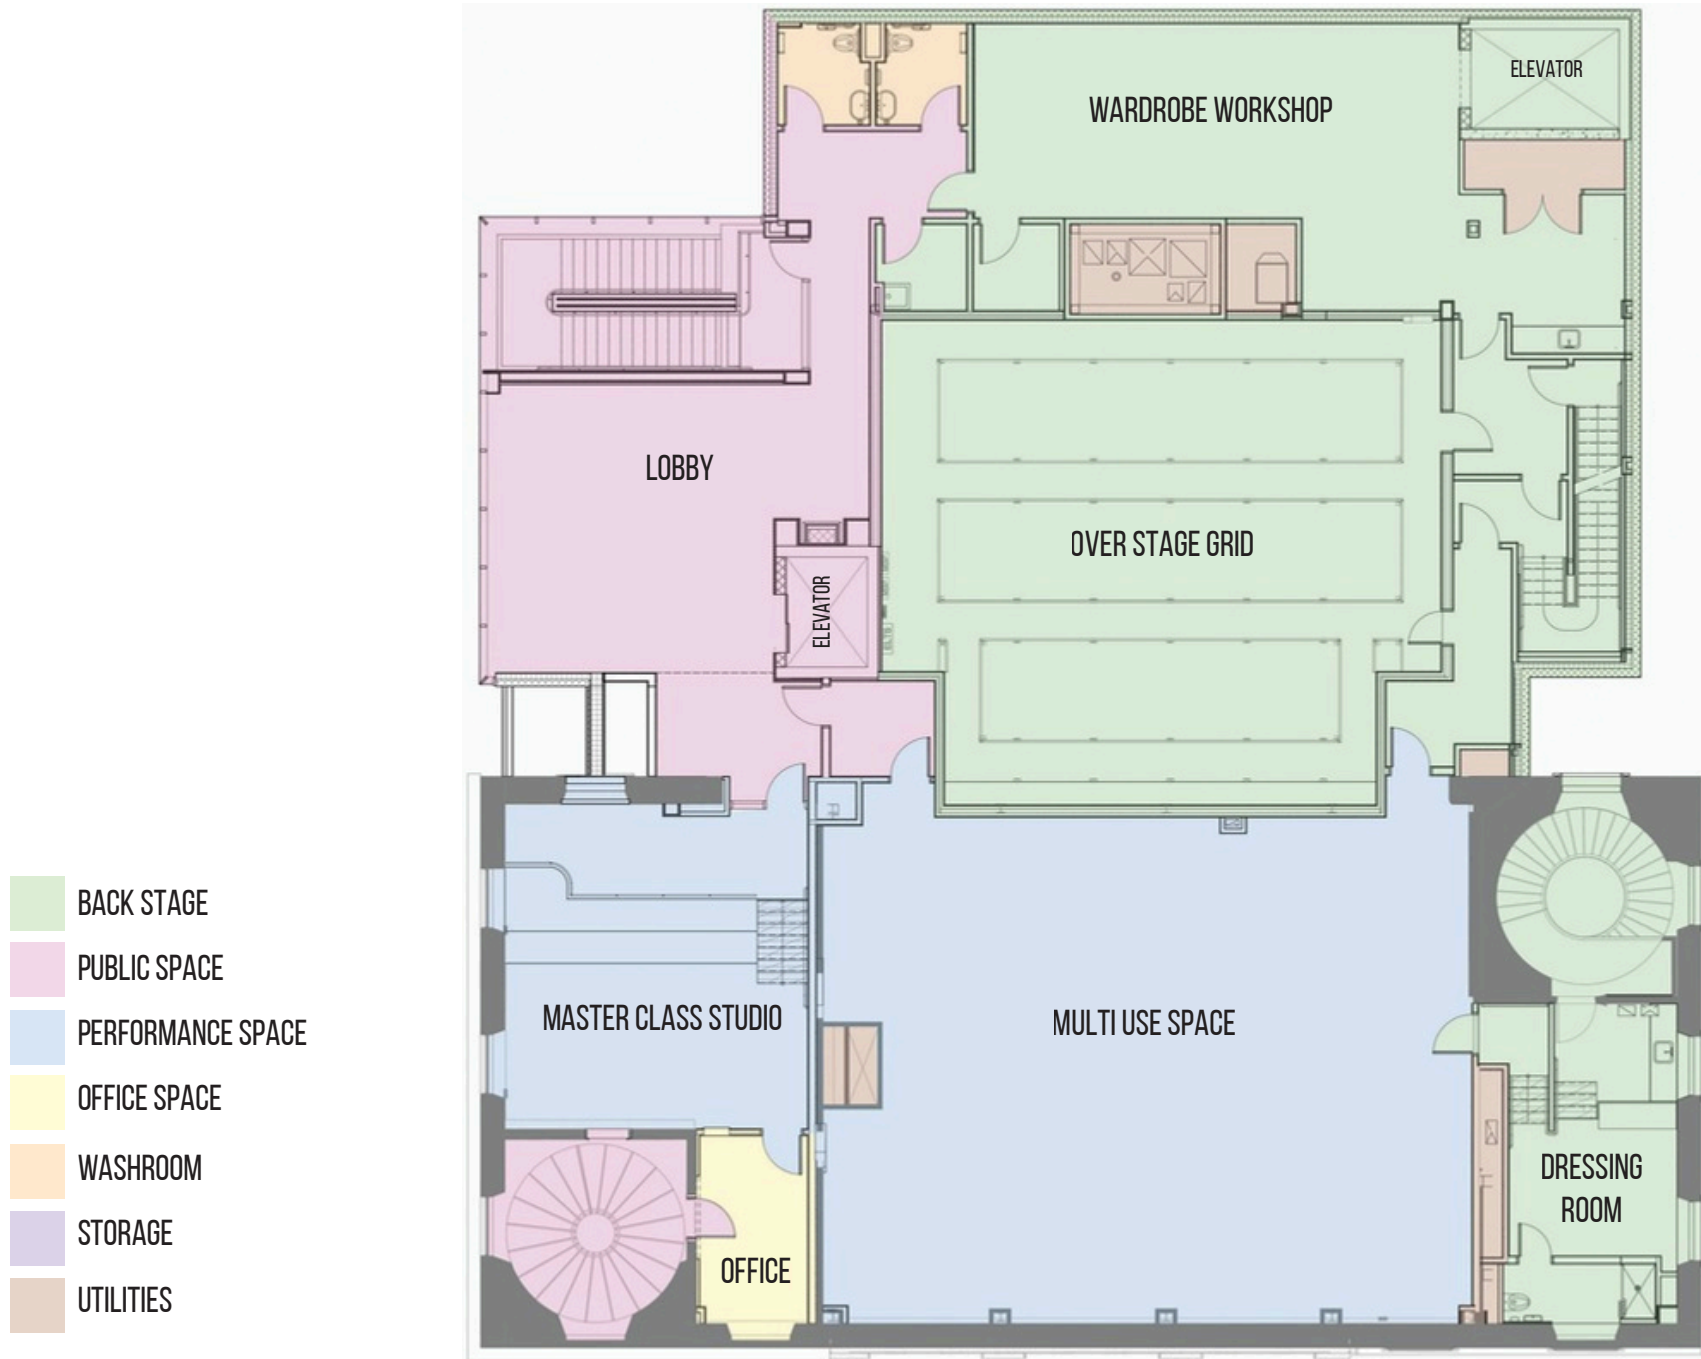 ELEVATOR
WARDROBE WORKSHOP
LOBBY
OVER STAGE GRID
ELEVATOR
BACK STAGE
PUBLIC SPACE
PERFORMANCE SPACE
OFFICE SPACE
WASHROOM
STORAGE
UTILITIES
MASTER CLASS STUDIO
MULTI USE SPACE
DRESSING
ROOM
OFFICE